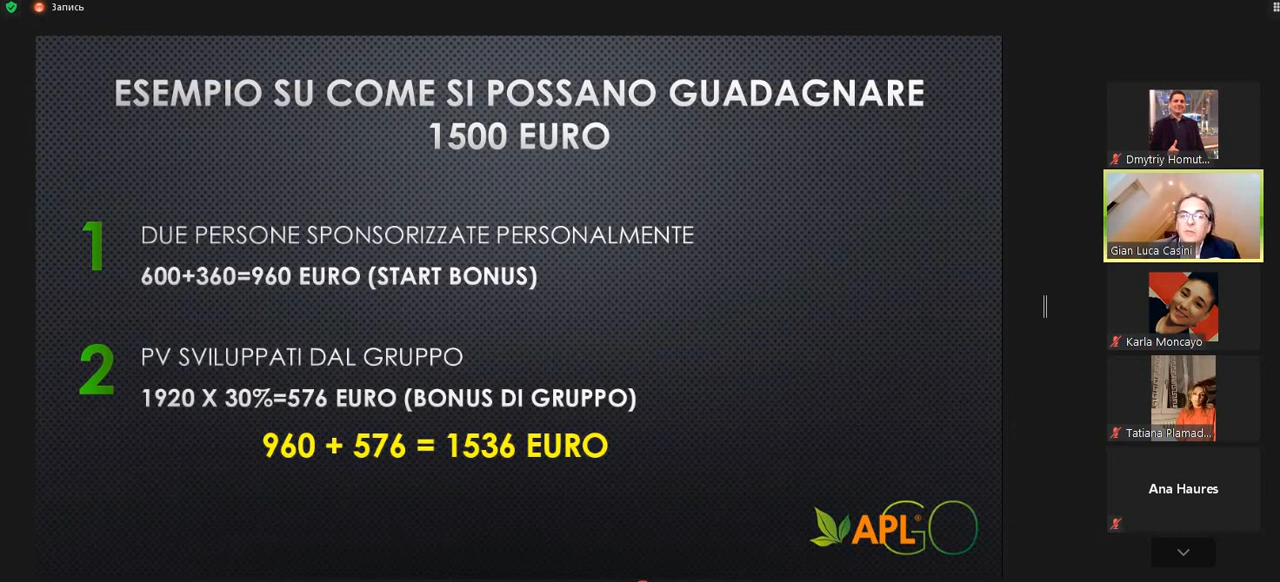 Запись
ESEMPIO SU COME SI POSSANO GUADAGNARE
1500 EURO
1
DUE PERSONE SPONSORIZZATE PERSONALMENTE
600+360=960 EURO (START BONUS)
2
PV SVILUPPATI DAL GRUPPO
1920 X 30%=576 EURO (BONUS DI GRUPPO)
960 + 576 = 1536 EURO
APL® GO
Dmytriy Homut...
Gian Luca Casini
Karla Moncayo
Tatiana Plamad...
Ana Haures